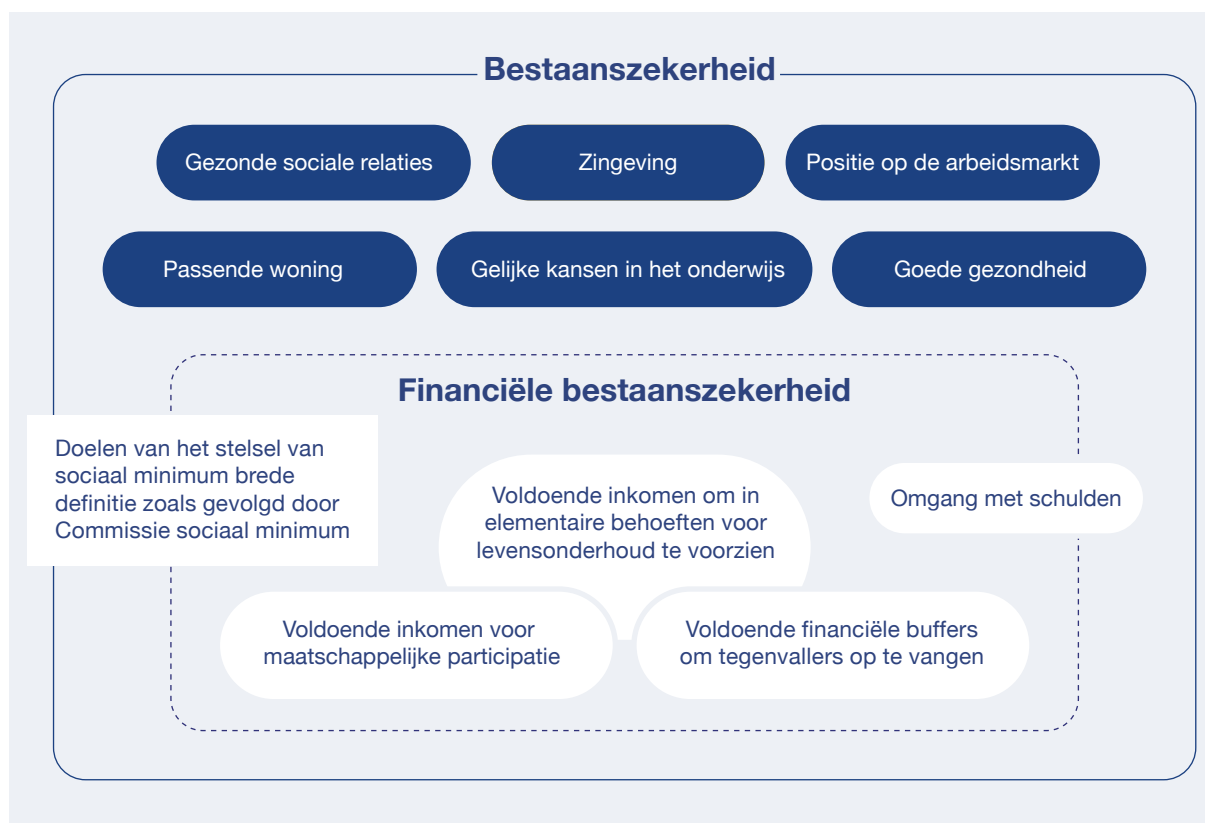 Bestaanszekerheid
Gezonde sociale relaties
Zingeving
Positie op de arbeidsmarkt
Passende woning
Gelijke kansen in het onderwijs
Goede gezondheid
Financiële bestaanszekerheid
Doelen van het stelsel van
sociaal minimum brede
definitie zoals gevolgd door
Commissie sociaal minimum
Voldoende inkomen om in
elementaire behoeften voor
levensonderhoud te voorzien
Omgang met schulden
Voldoende inkomen voor
maatschappelijke participatie
Voldoende financiële buffers
om tegenvallers op te vangen